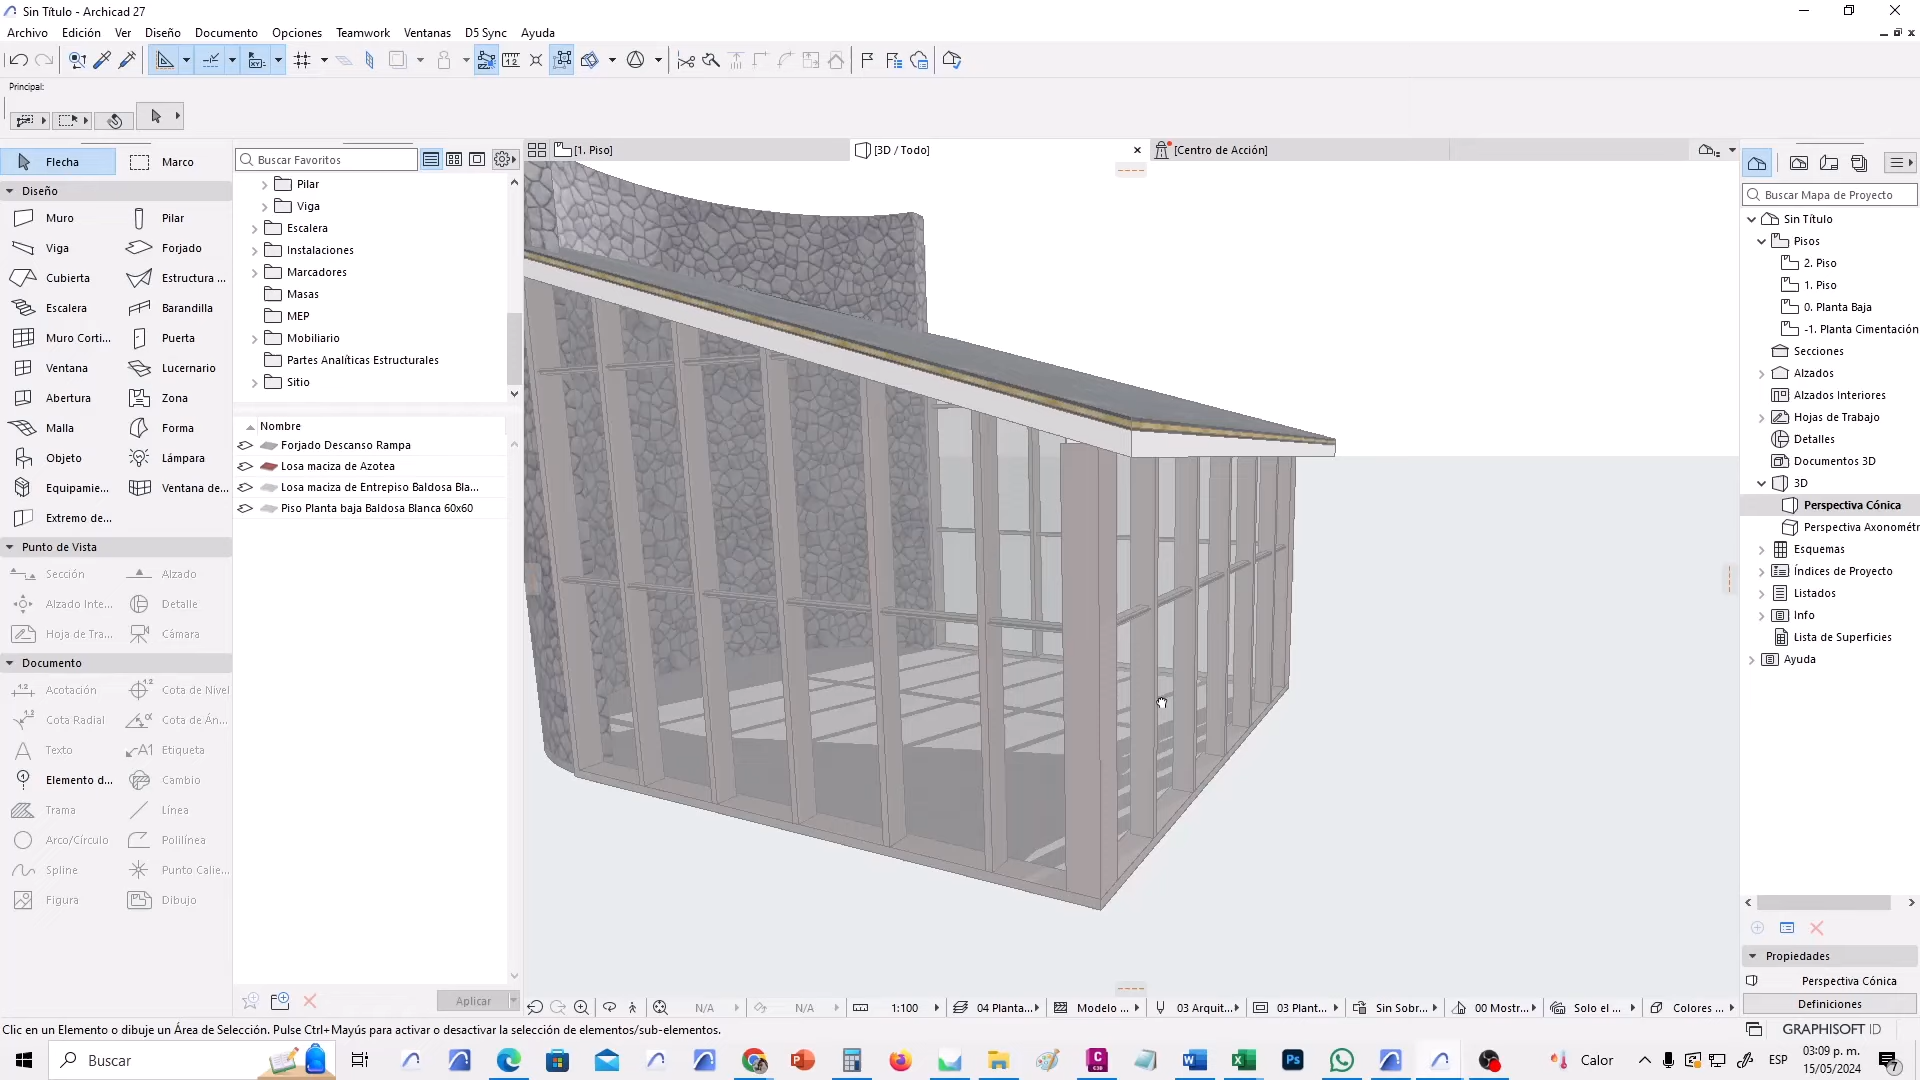 Sin Título - Archicad 27
Archivo Edición Ver Diseño Documento Opciones Teamwork Ventanas D5 Sync Ayuda
Principal:
Flecha Marco
Diseño
Muro Pilar
Viga Forjado
Cubierta Estructura ...
Escalera Barandilla
Muro Corti... Puerta
Ventana Lucernario
Abertura Zona
Malla Forma
Objeto Lámpara
Equipamie... Ventana de...
Extremo de...
Punto de Vista
Sección Alzado
Alzado Inte... Detalle
Hoja de Tra... Cámara
Documento
Acotación Cota de Nivel
Cota Radial Cota de Án...
Texto Etiqueta
Elemento d... Cambio
Trama Línea
Arco/Círculo Polilínea
Spline Punto Calie...
Figura Dibujo
Buscar Favoritos
Pilar
Viga
Escalera
Instalaciones
Marcadores
Masas
MEP
Mobiliario
Partes Analíticas Estructurales
Sitio
Nombre
Forjado Descanso Rampa
Losa maciza de Azotea
Losa maciza de Entrepiso Baldosa Bla...
Piso Planta baja Baldosa Blanca 60x60
Aplicar
[1. Piso] [3D / Todo] [Centro de Acción]
Buscar Mapa de Proyecto
Sin Título
Pisos
2. Piso
1. Piso
0. Planta Baja
-1. Planta Cimentación
Secciones
Alzados
Alzados Interiores
Hojas de Trabajo
Detalles
Documentos 3D
3D
Perspectiva Cónica
Perspectiva Axonométr
Esquemas
Índices de Proyecto
Listados
Info
Lista de Superficies
Ayuda
Propiedades
Perspectiva Cónica
Definiciones
N/A N/A 1:100 04 Planta... Modelo ... 03 Arquit... 03 Plant... Sin Sobr... 00 Mostr... Solo el ... Colores ...
Clic en un Elemento o dibuje un Área de Selección. Pulse Ctrl+Mayús para activar o desactivar la selección de elementos/sub-elementos.
GRAPHISOFT ID
Buscar
Calor ESP 03:09 p. m.
15/05/2024
7